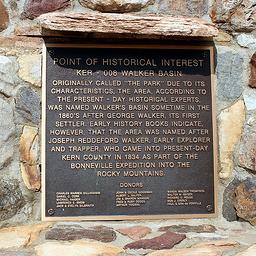 POINT OF HISTORICAL INTEREST
KER - 008 WALKER BASIN
ORIGINALLY CALLED "THE PARK" DUE TO ITS
CHARACTERISTICS, THE AREA, ACCORDING TO
THE PRESENT - DAY HISTORICAL EXPERTS,
WAS NAMED WALKER'S BASIN SOMETIME IN THE
1860'S AFTER GEORGE WALKER, ITS FIRST
SETTLER. EARLY HISTORY BOOKS INDICATE,
HOWEVER, THAT THE AREA WAS NAMED AFTER
JOSEPH REDDEFORD WALKER, EARLY EXPLORER
AND TRAPPER, WHO CAME INTO PRESENT-DAY
KERN COUNTY IN 1834 AS PART OF THE
BONNEVILLE EXPEDITION INTO THE
ROCKY MOUNTAINS.
DONORS